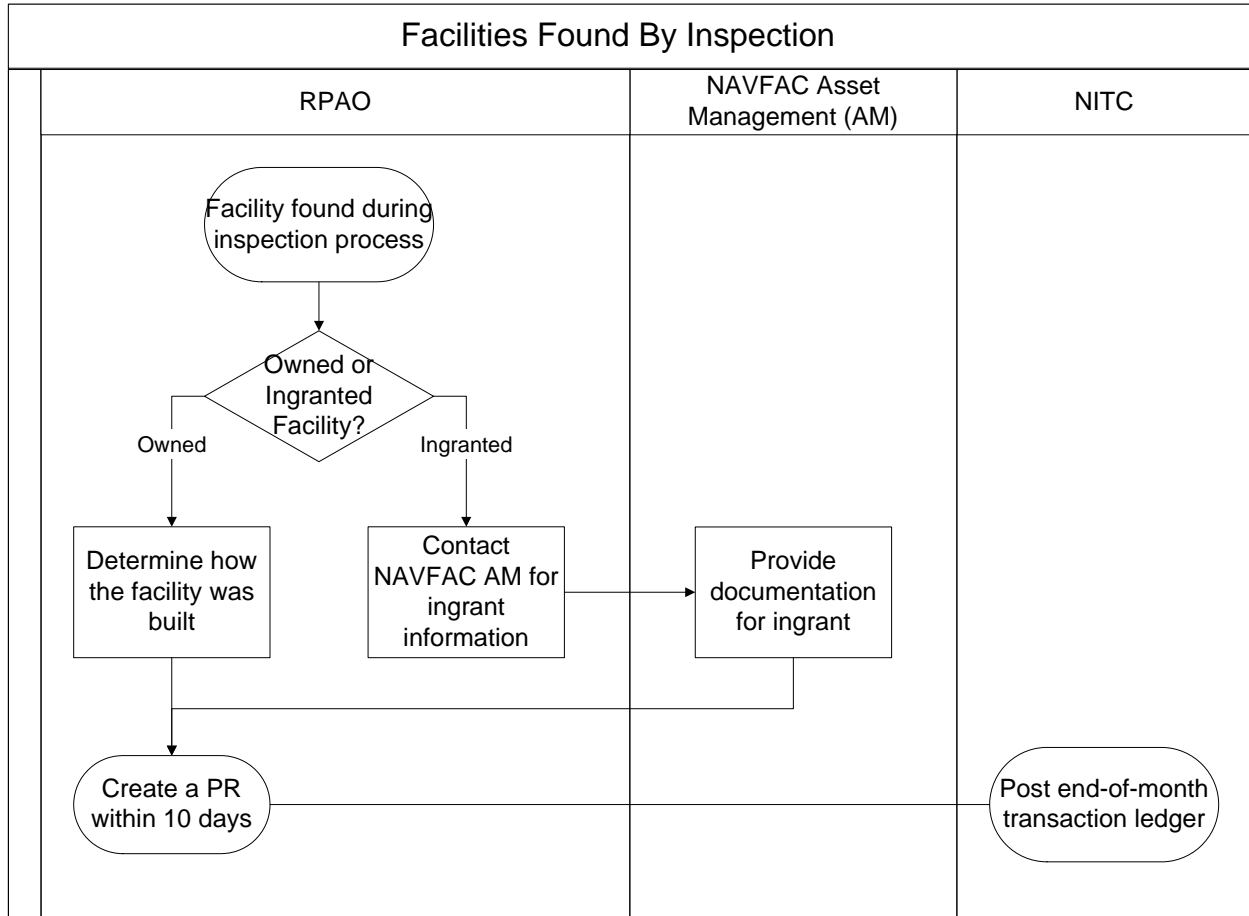 Facilities Found By Inspection
RPAO
NAVFAC Asset
Management (AM)
NITC
Facility found during
inspection process
Owned or
Ingranted
Facility?
Owned
Ingranted
Determine how
the facility was
built
Contact
NAVFAC AM for
ingrant
information
Provide
documentation
for ingrant
Create a PR
within 10 days
Post end-of-month
transaction ledger